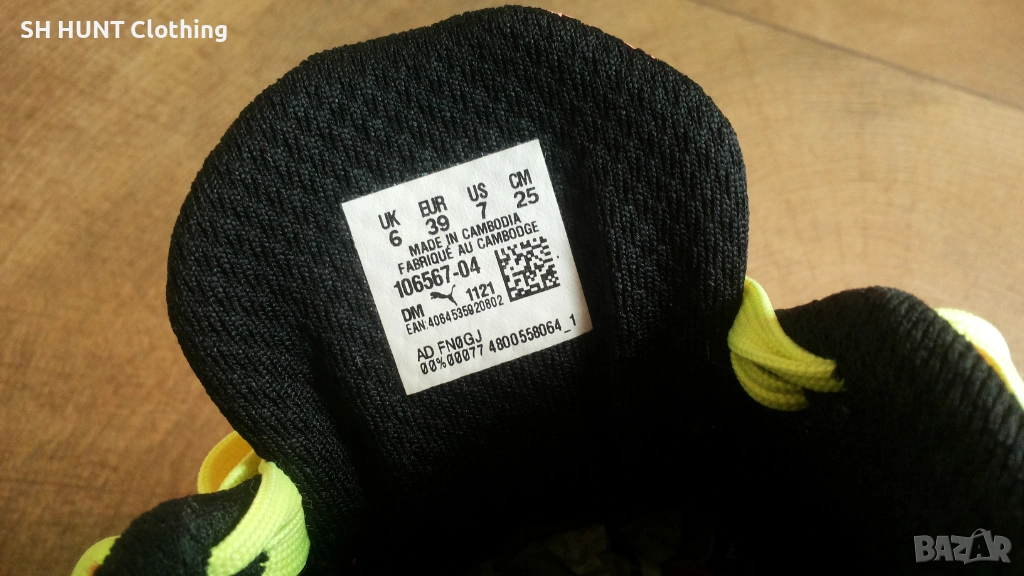 SH HUNT Clothing
UK EUR US CM
6 39 7 25
MADE IN CAMBODIA
FABRIQUÉ AU CAMBODGE
106567-04
DM 1121
EAN:4064535920802
AD FN0GJ
00%00077 4800558064_1
BAZAR